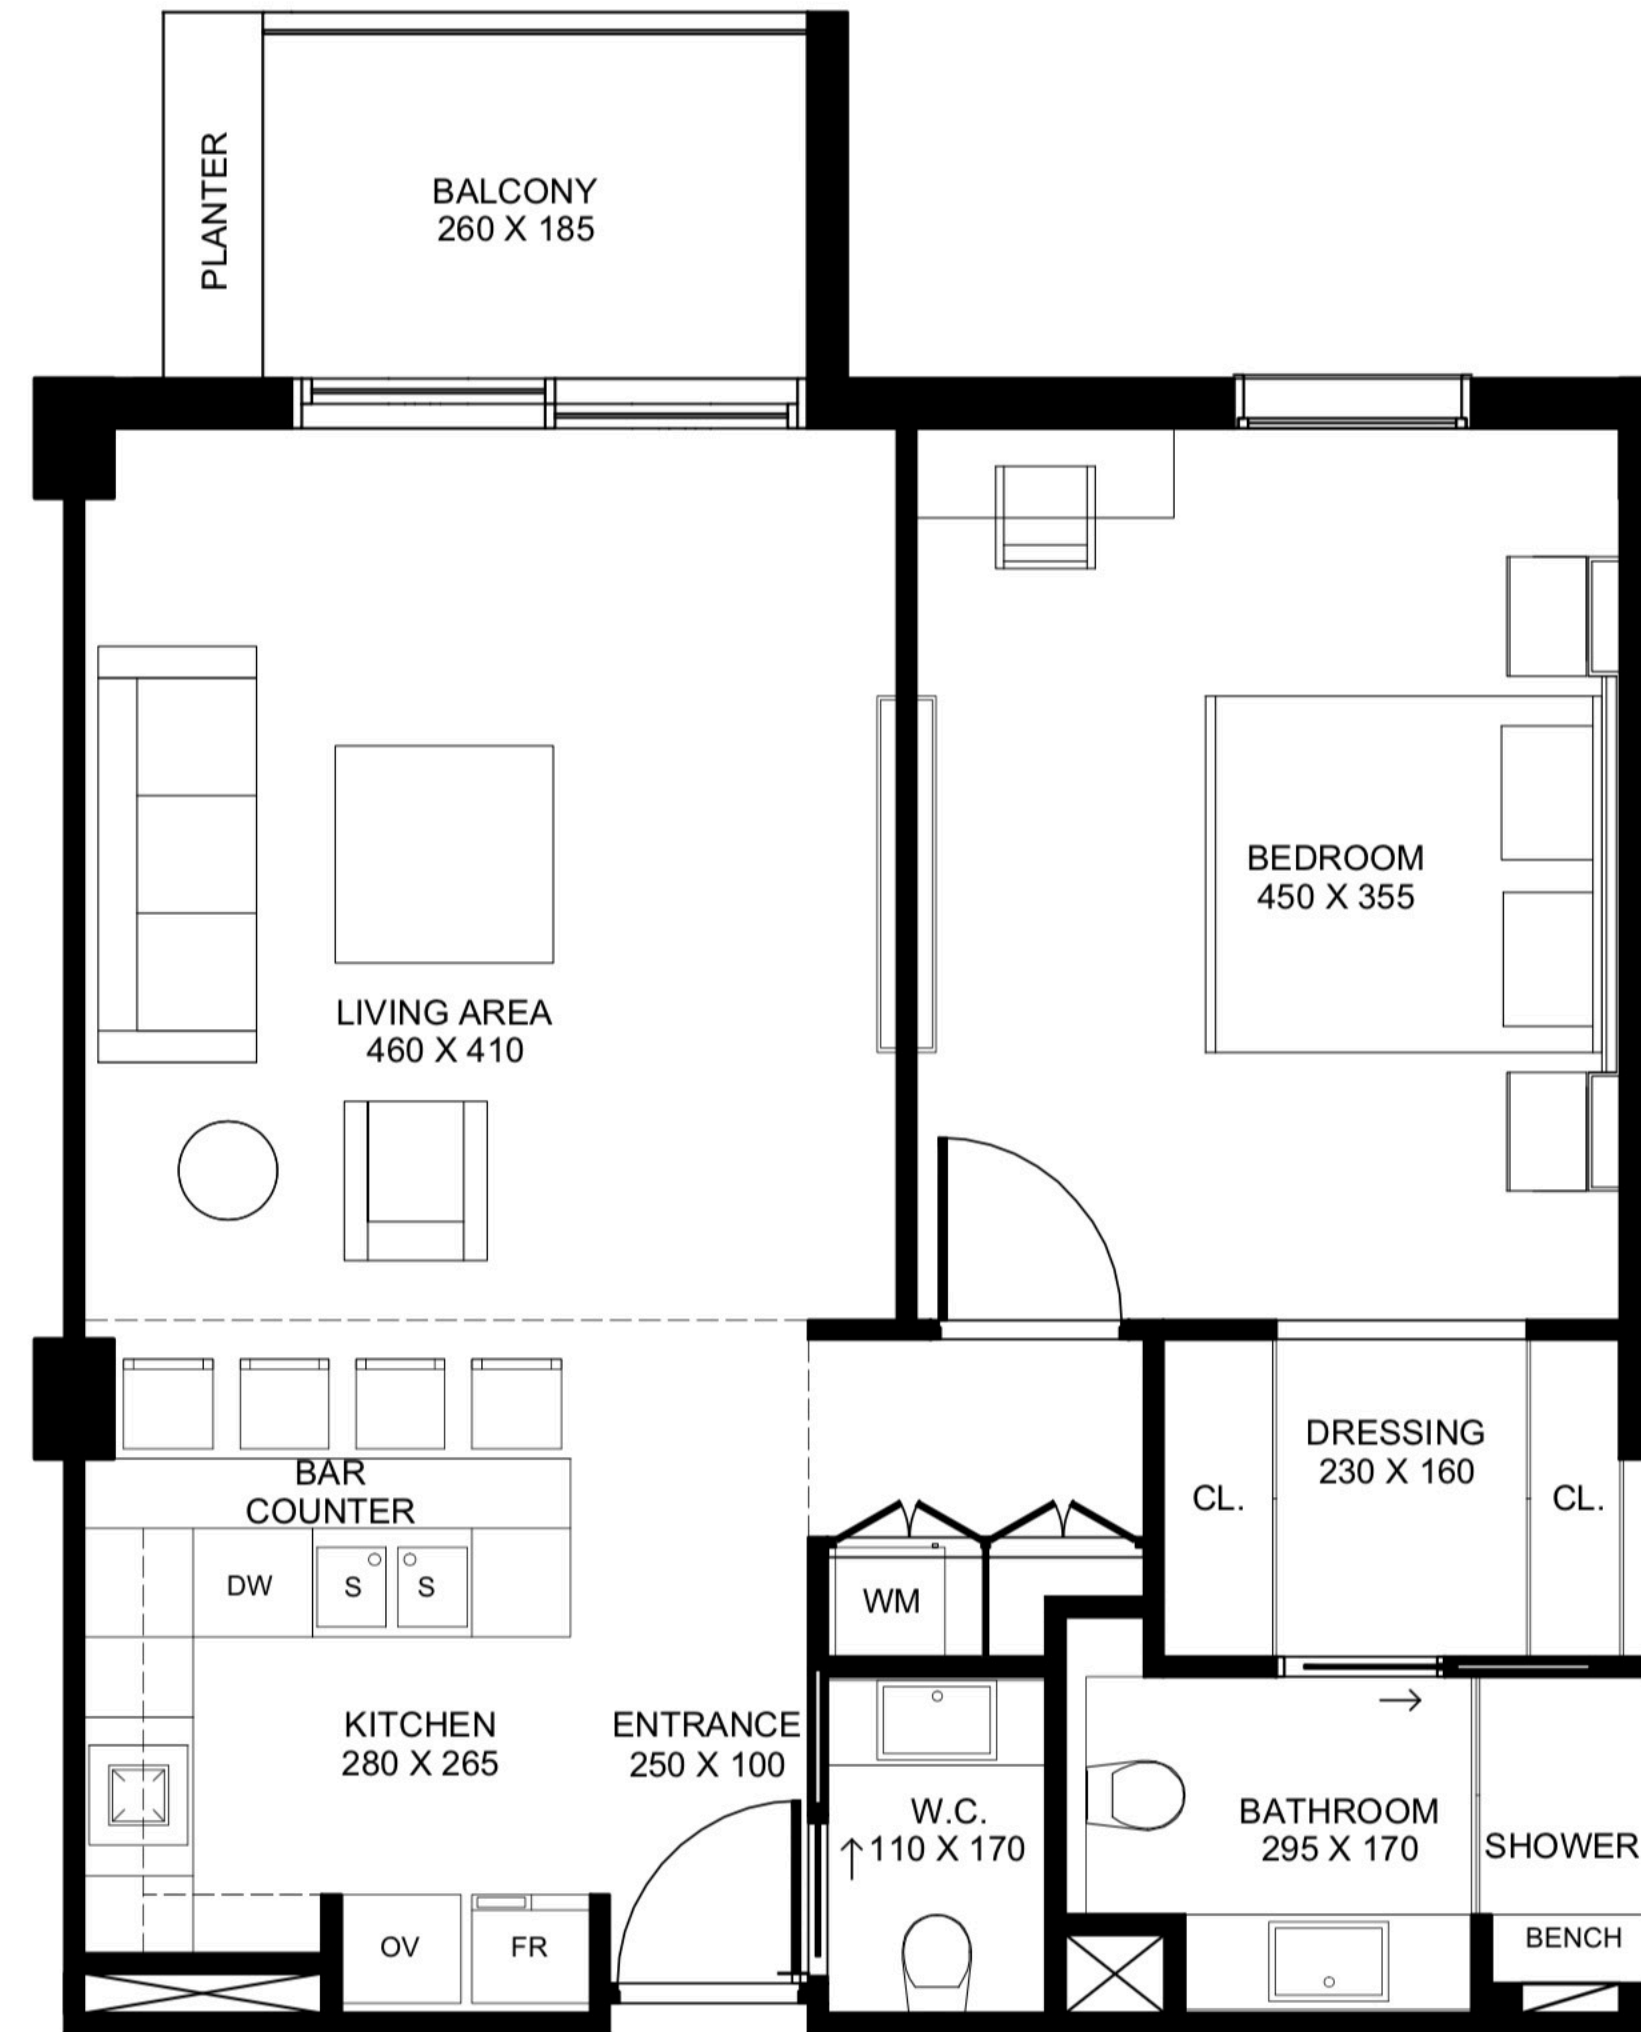 PLANTER
BALCONY
260 X 185
BEDROOM
450 X 355
LIVING AREA
460 X 410
BAR
COUNTER
DRESSING
230 X 160
CL.
CL.
DW
S
S
WM
KITCHEN
280 X 265
ENTRANCE
250 X 100
W.C.
110 X 170
BATHROOM
295 X 170
SHOWER
OV
FR
BENCH